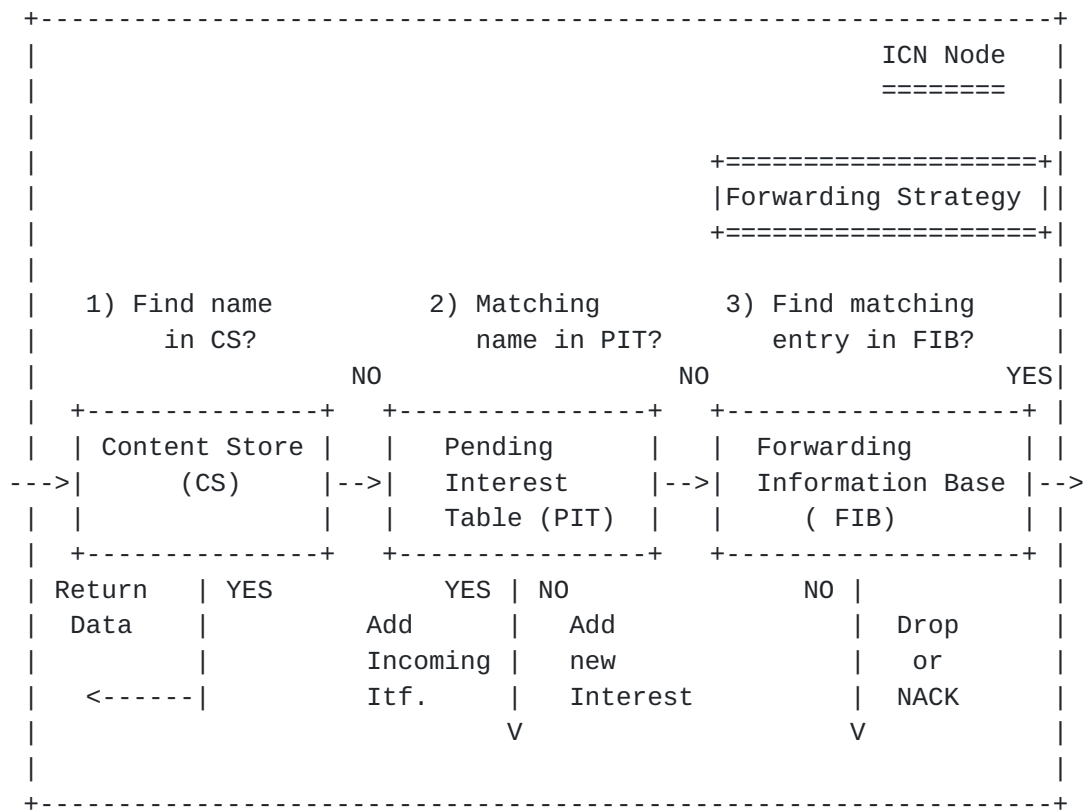 ICN Node
========
Forwarding Strategy
1) Find name 2) Matching 3) Find matching
in CS? name in PIT? entry in FIB?
NO NO YES
Content Store Pending Forwarding
(CS) Interest Information Base
Table (PIT) ( FIB)
Return YES YES NO NO
Data Add Add Drop
Incoming new or
<------ Itf. Interest NACK
V V